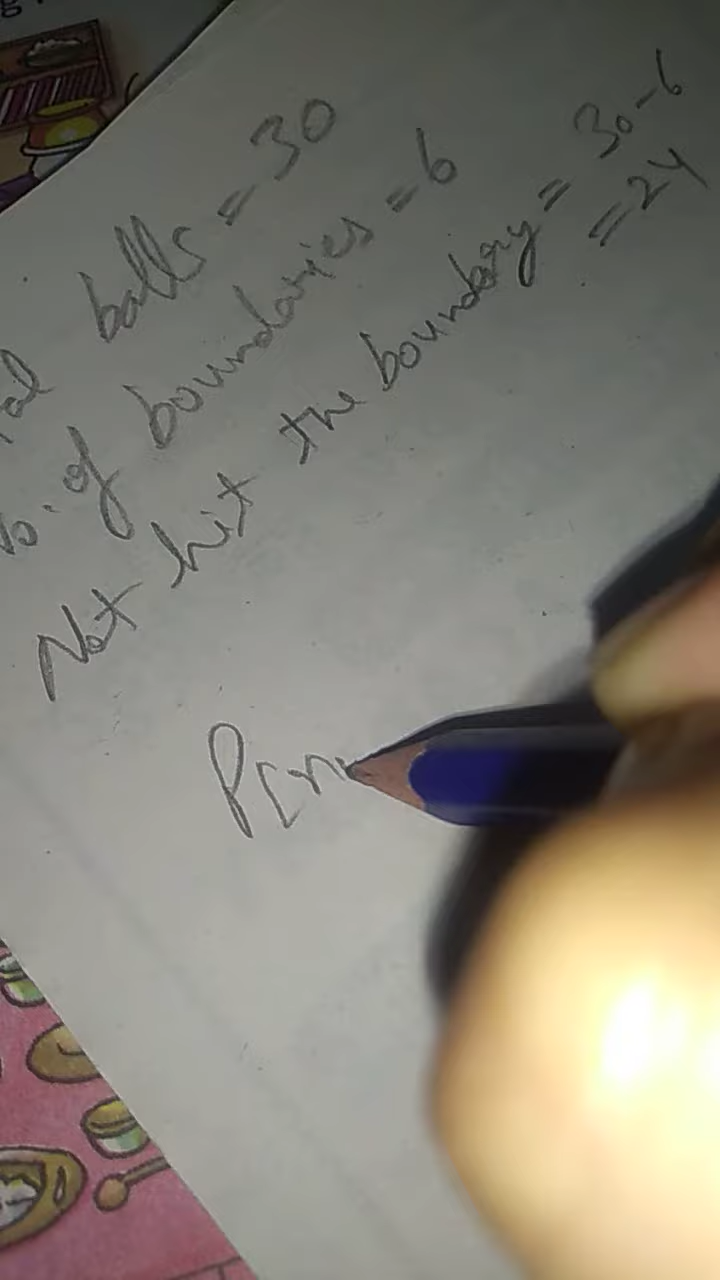 balls = 30
of boundaries = 6
Not hit the boundary = 30-6
= 24
P[n